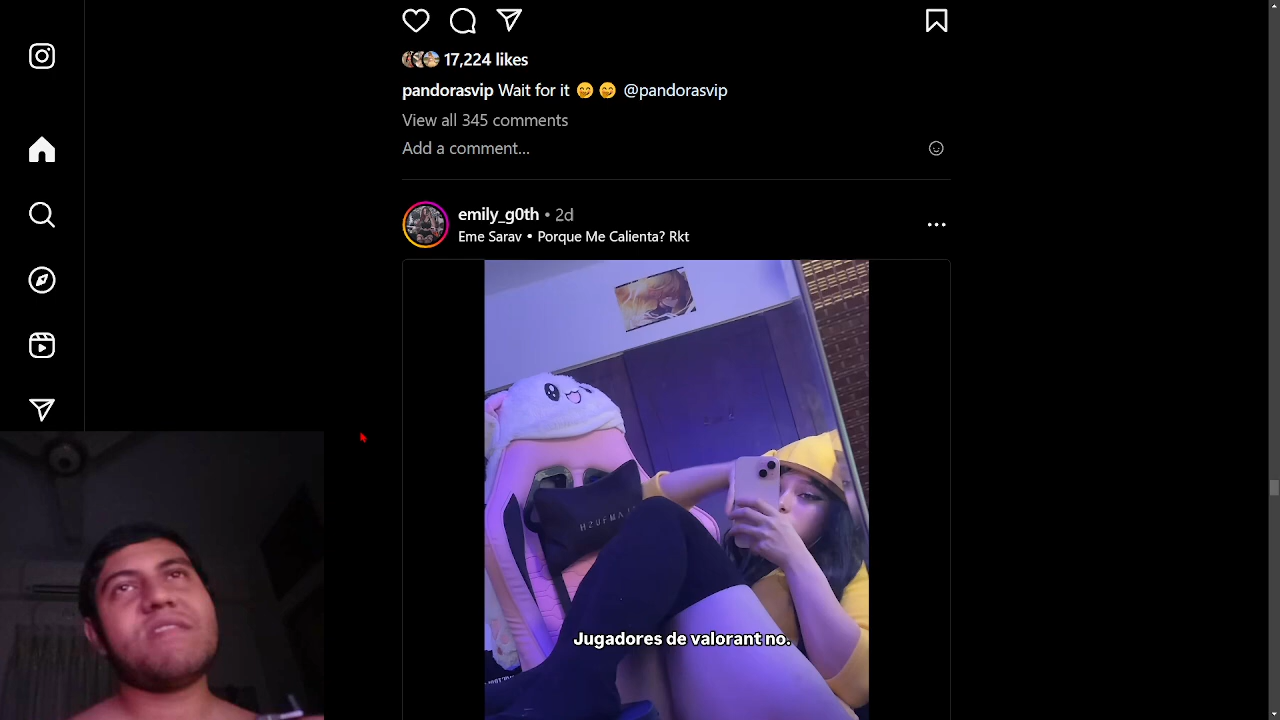 17,224 likes
pandorasvip Wait for it 🤭 🤭 @pandorasvip
View all 345 comments
Add a comment...
emily_g0th • 2d
Eme Sarav • Porque Me Calienta? Rkt
Jugadores de valorant no.